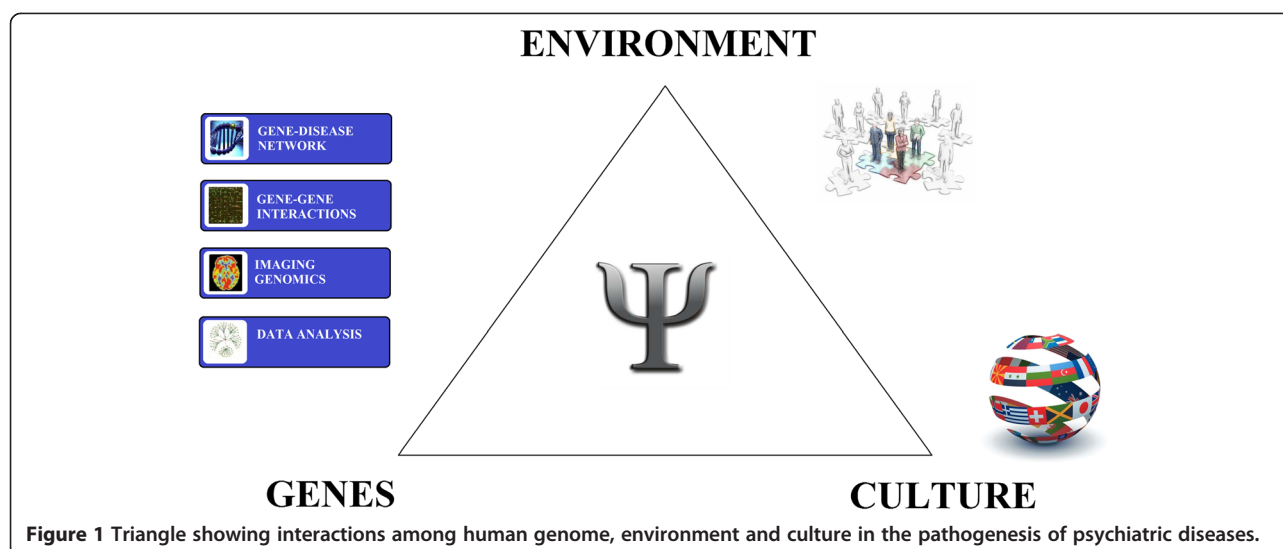 ENVIRONMENT
GENE-DISEASE
NETWORK
GENE-GENE
INTERACTIONS
IMAGING
GENOMICS
DATA ANALYSIS
Ψ
GENES
CULTURE
Figure 1 Triangle showing interactions among human genome, environment and culture in the pathogenesis of psychiatric diseases.